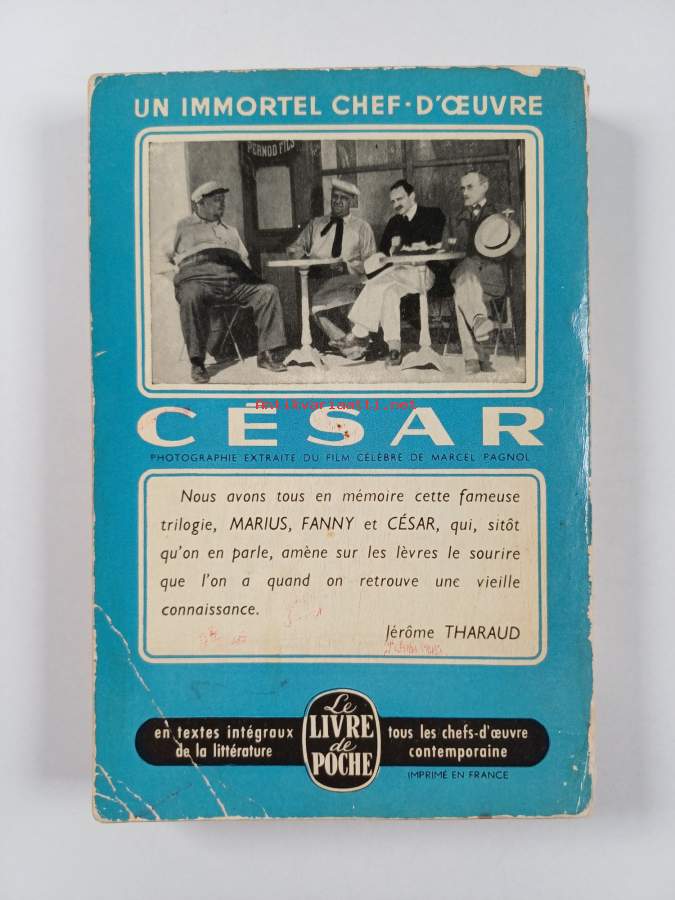 UN IMMORTEL CHEF-D'ŒUVRE
PERNOD FILS
antikvariaatti.net
CÉSAR
PHOTOGRAPHIE EXTRAITE DU FILM CÉLÈBRE DE MARCEL PAGNOL
Nous avons tous en mémoire cette fameuse
trilogie, MARIUS, FANNY et CÉSAR, qui, sitôt
qu'on en parle, amène sur les lèvres le sourire
que l'on a quand on retrouve une vieille
connaissance.
Jérôme THARAUD
en textes intégraux
de la littérature
Le
LIVRE
de
POCHE
tous les chefs-d'œuvre
contemporaine
IMPRIMÉ EN FRANCE